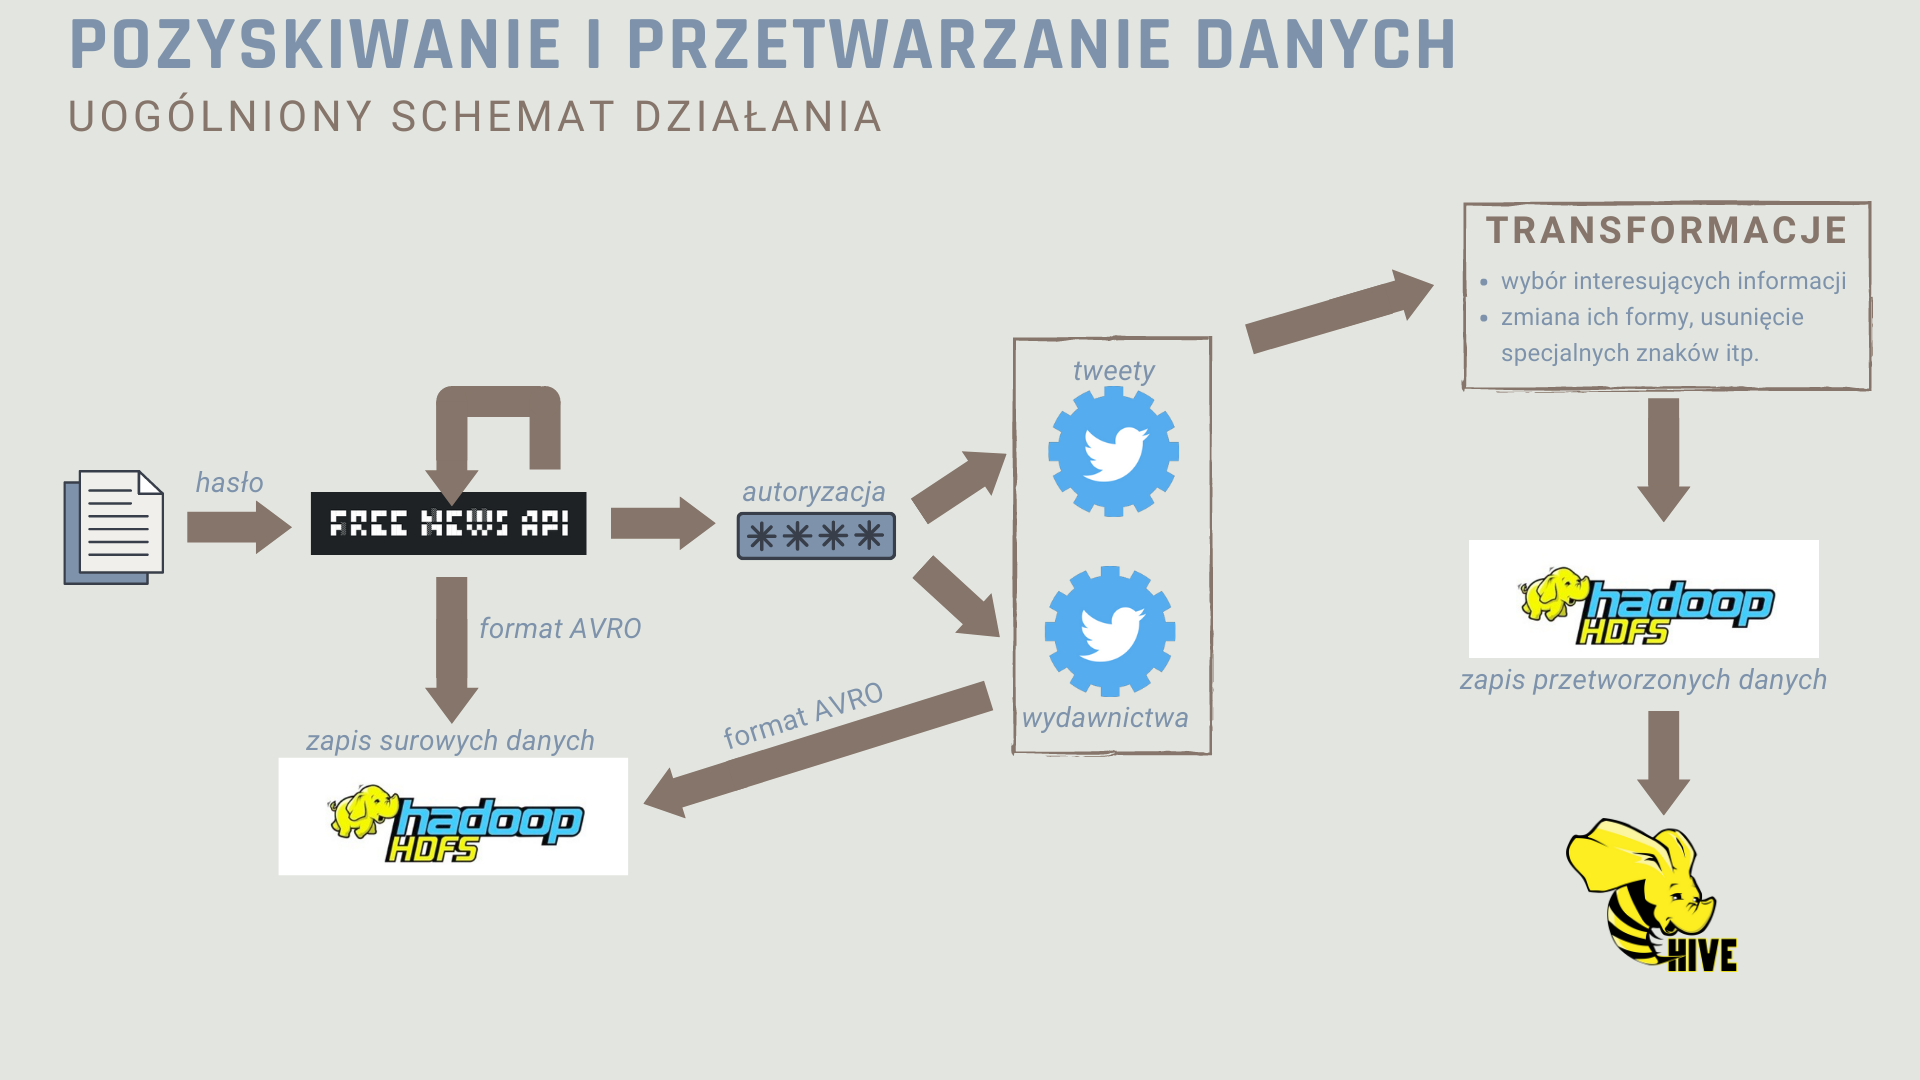 POZYSKIWANIE I PRZETWARZANIE DANYCH
UOGÓLNIONY SCHEMAT DZIAŁANIA
hasło
FREE NEWS API
format AVRO
zapis surowych danych
hadoop
HDFS
autoryzacja
****
tweety
wydawnictwa
format AVRO
TRANSFORMACJE
• wybór interesujących informacji
• zmiana ich formy, usunięcie
specjalnych znaków itp.
hadoop
HDFS
zapis przetworzonych danych
HIVE